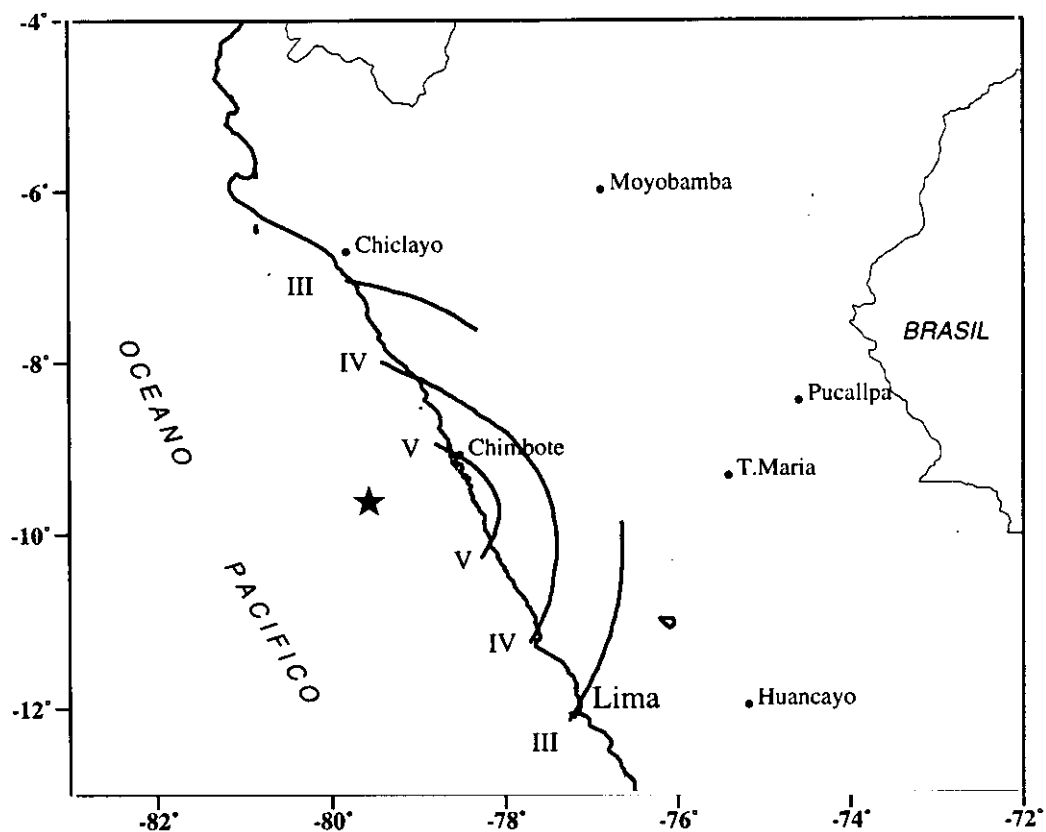 -4°
Moyobamba
-6°
Chiclayo
III
BRASIL
OCEANO
IV
-8°
Pucallpa
V
Chimbote
T.Maria
-10°
V
PACIFICO
IV
Lima
Huancayo
-12°
III
-82°
-80°
-78°
-76°
-74°
-72°